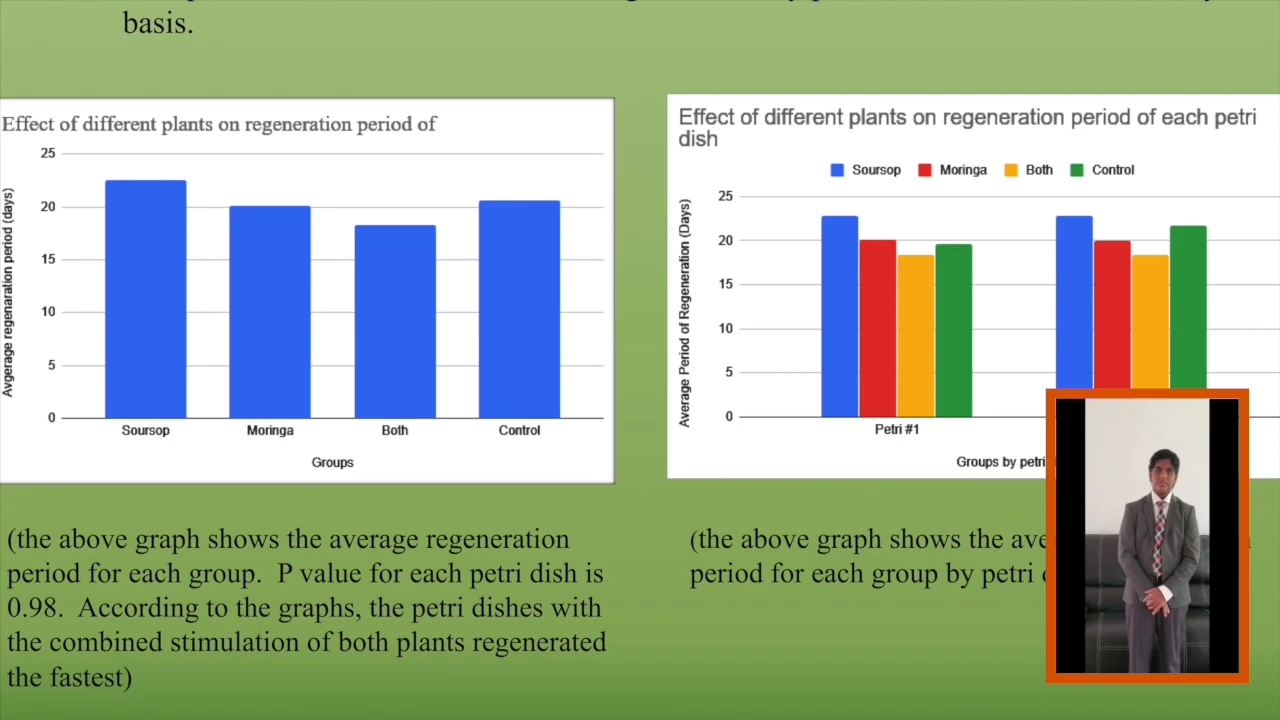 basis.
Effect of different plants on regeneration period of
Avgerage regenaration period (days)
25
20
15
10
5
0
Soursop
Moringa
Both
Control
Groups
(the above graph shows the average regeneration
period for each group. P value for each petri dish is
0.98. According to the graphs, the petri dishes with
the combined stimulation of both plants regenerated
the fastest)
Effect of different plants on regeneration period of each petri
dish
Soursop Moringa Both Control
Average Period of Regeneration (Days)
25
20
15
10
5
0
Petri #1
Groups by petri
(the above graph shows the
period for each group by petri